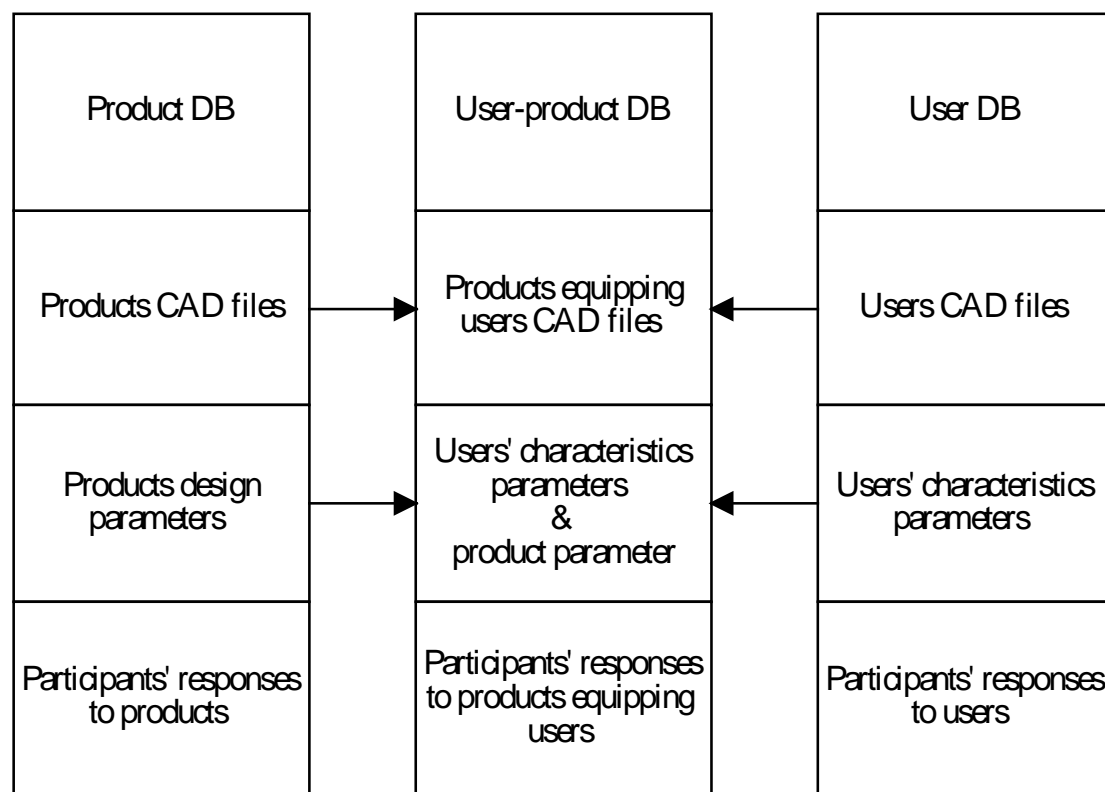 Product DB
User-product DB
User DB
Products CAD files
Products equipping
users CAD files
Users CAD files
Products design
parameters
Users' characteristics
parameters
&
product parameter
Users' characteristics
parameters
Participants' responses
to products
Participants' responses
to products equipping
users
Participants' responses
to users